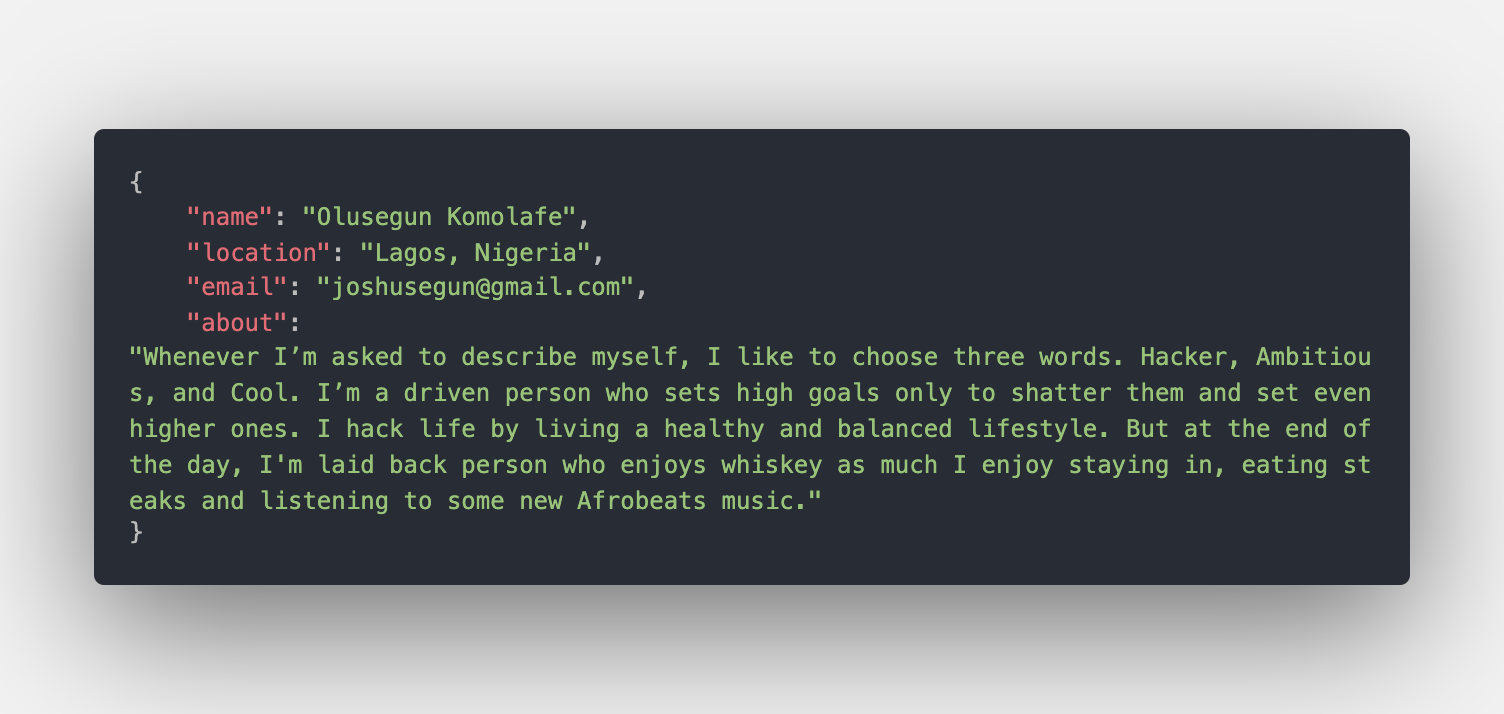 {
    "name": "Olusegun Komolafe",
    "location": "Lagos, Nigeria",
    "email": "joshusegun@gmail.com",
    "about":
"Whenever I’m asked to describe myself, I like to choose three words. Hacker, Ambitiou
s, and Cool. I’m a driven person who sets high goals only to shatter them and set even
higher ones. I hack life by living a healthy and balanced lifestyle. But at the end of
the day, I'm laid back person who enjoys whiskey as much I enjoy staying in, eating st
eaks and listening to some new Afrobeats music."
}